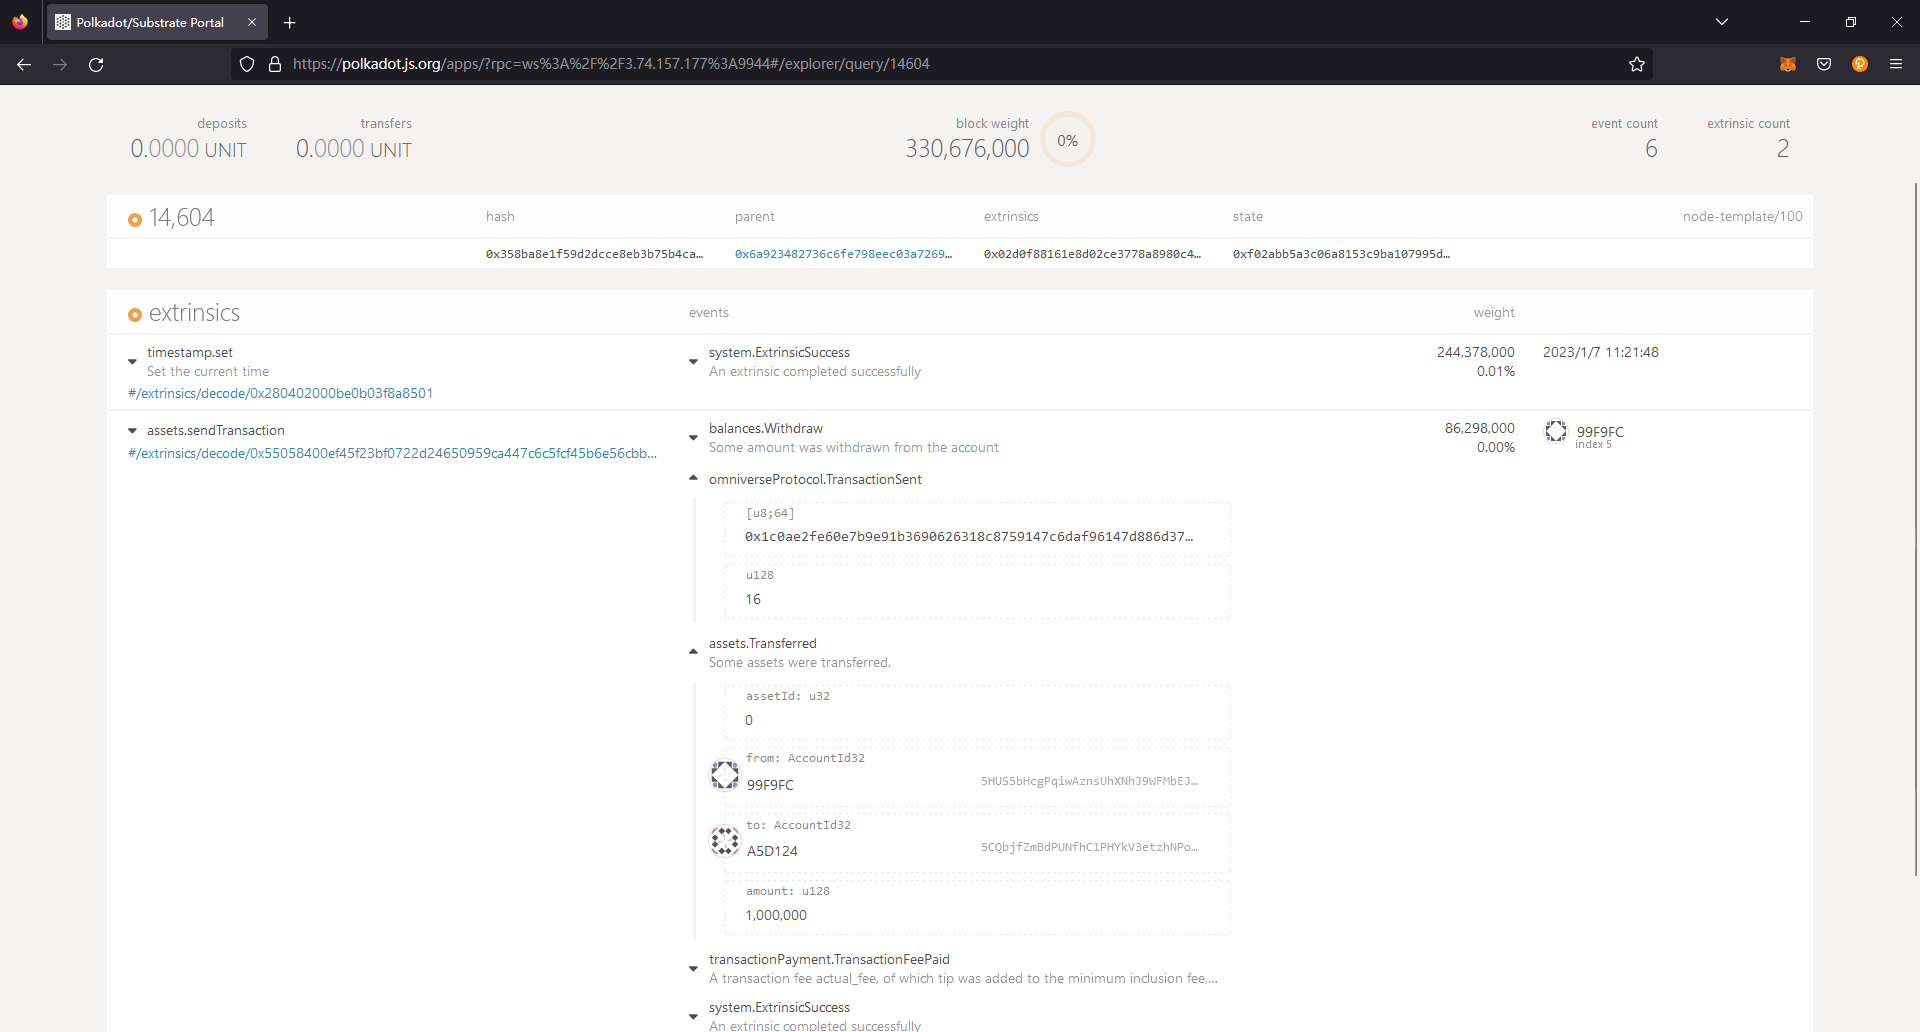 Polkadot/Substrate Portal
https://polkadot.js.org/apps/?rpc=ws%3A%2F%2F3.74.157.177%3A9944#/explorer/query/14604
deposits
0.0000 UNIT
transfers
0.0000 UNIT
block weight
330,676,000
0%
event count
6
extrinsic count
2
14,604 hash parent extrinsics state node-template/100
0x358ba8e1f59d2dcce8eb3b75b4ca… 0x6a923482736c6fe798eec03a7269… 0x02d0f88161e8d02ce3778a8980c4… 0xf02abb5a3c06a8153c9ba107995d…
extrinsics events weight
timestamp.set
Set the current time
#/extrinsics/decode/0x280402000be0b03f8a8501
system.ExtrinsicSuccess
An extrinsic completed successfully
244,378,000
0.01%
2023/1/7 11:21:48
assets.sendTransaction
#/extrinsics/decode/0x55058400ef45f23bf0722d24650959ca447c6c5fcf45b6e56cbb...
balances.Withdraw
Some amount was withdrawn from the account
86,298,000
0.00%
99F9FC
index 5
omniverseProtocol.TransactionSent
[u8;64]
0x1c0ae2fe60e7b9e91b3690626318c8759147c6daf96147d886d37…
u128
16
assets.Transferred
Some assets were transferred.
assetId: u32
0
from: AccountId32
99F9FC 5HUS5bHcgPqiwAznsUhXNhJ9WFMbEJ…
to: AccountId32
A5D124 5CQbjfZmBdPUNfhC1PHYkV3etzhNPo…
amount: u128
1,000,000
transactionPayment.TransactionFeePaid
A transaction fee actual_fee, of which tip was added to the minimum inclusion fee,...
system.ExtrinsicSuccess
An extrinsic completed successfully